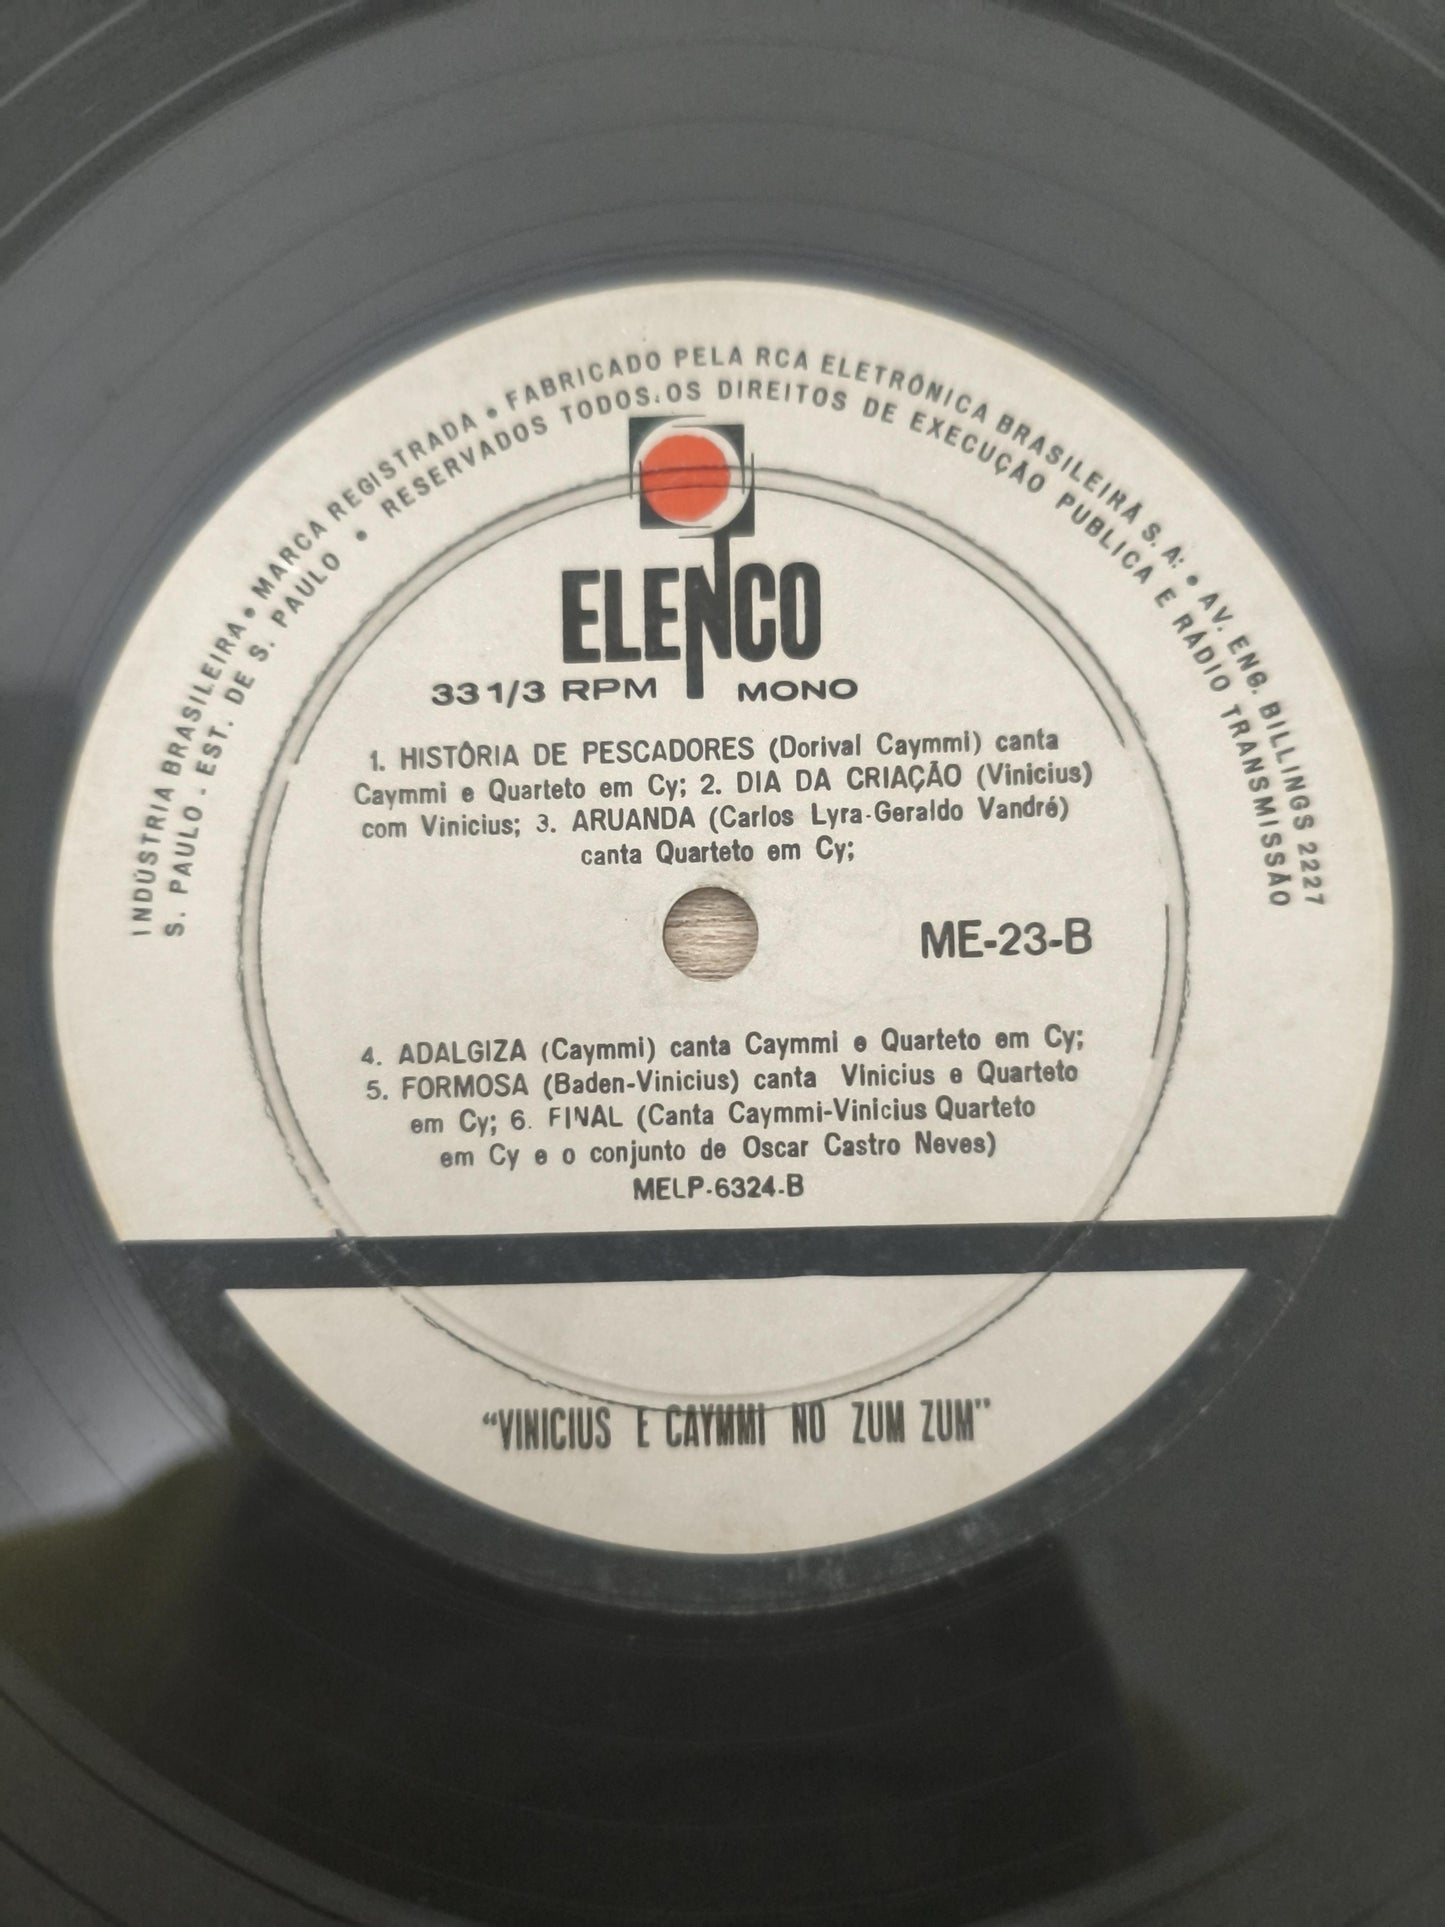 INDÚSTRIA BRASILEIRA • MARCA REGISTRADA • FABRICADO PELA RCA ELETRÔNICA BRASILEIRA S. A. • AV. ENG. BILLINGS 2227
S. PAULO . EST. DE S. PAULO • RESERVADOS TODOS OS DIREITOS DE EXECUÇÃO PUBLICA E RÁDIO TRANSMISSÃO
ELENCO
33 1/3 RPM MONO
1. HISTÓRIA DE PESCADORES (Dorival Caymmi) canta
Caymmi e Quarteto em Cy; 2. DIA DA CRIAÇÃO (Vinicius)
com Vinicius; 3. ARUANDA (Carlos Lyra-Geraldo Vandré)
canta Quarteto em Cy;
ME-23-B
4. ADALGIZA (Caymmi) canta Caymmi e Quarteto em Cy;
5. FORMOSA (Baden-Vinicius) canta Vinicius e Quarteto
em Cy; 6. FINAL (Canta Caymmi-Vinicius Quarteto
em Cy e o conjunto de Oscar Castro Neves)
MELP-6324-B
"VINICIUS E CAYMMI NO ZUM ZUM"